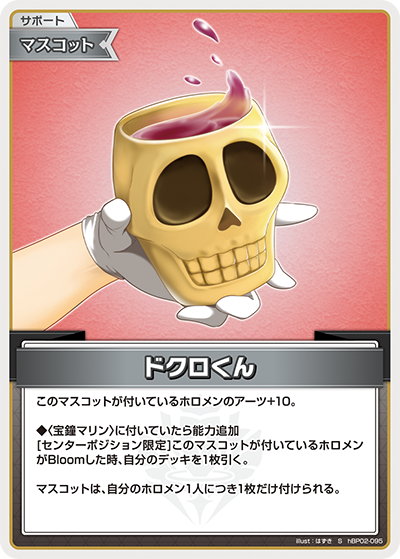 サポート
マスコット
ドクロくん
このマスコットが付いているホロメンのアーツ+10。
◆〈宝鐘マリン〉に付いていたら能力追加
[センターポジション限定]このマスコットが付いているホロメン
がBloomした時、自分のデッキを1枚引く。
マスコットは、自分のホロメン1人につき1枚だけ付けられる。
illust：はずき S hBP02-095